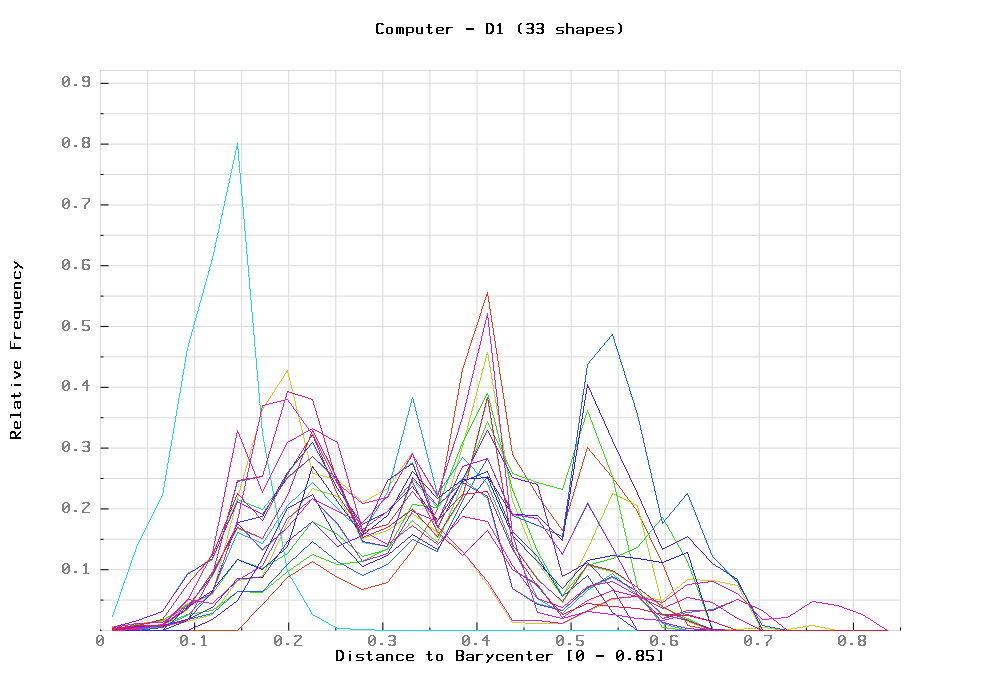 Computer - D1 (33 shapes)
0.9
0.8
0.7
0.6
0.5
0.4
0.3
0.2
0.1
Relative Frequency
0 0.1 0.2 0.3 0.4 0.5 0.6 0.7 0.8
Distance to Barycenter [0 - 0.85]